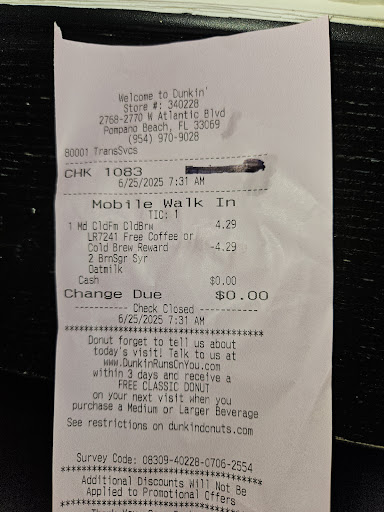 Welcome to Dunkin'
Store #: 340228
2768-2770 W Atlantic Blvd
Pompano Beach, FL 33069
(954) 970-9028
80001 TransSvcs
CHK 1083
6/25/2025 7:31 AM
Mobile Walk In
TIC: 1
1 Md CldFm CldBrw 4.29
LR7241 Free Coffee or
Cold Brew Reward -4.29
2 BrnSgr Syr
Oatmilk
Cash $0.00
Change Due $0.00
---------- Check Closed ----------
6/25/2025 7:31 AM
************************************
Donut forget to tell us about
today's visit! Talk to us at
www.DunkinRunsOnYou.com
within 3 days and receive a
FREE CLASSIC DONUT
on your next visit when you
purchase a Medium or Larger Beverage
See restrictions on dunkindonuts.com
Survey Code: 08309-40228-0706-2554
************************************
Additional Discounts Will Not Be
Applied to Promotional Offers
************************************